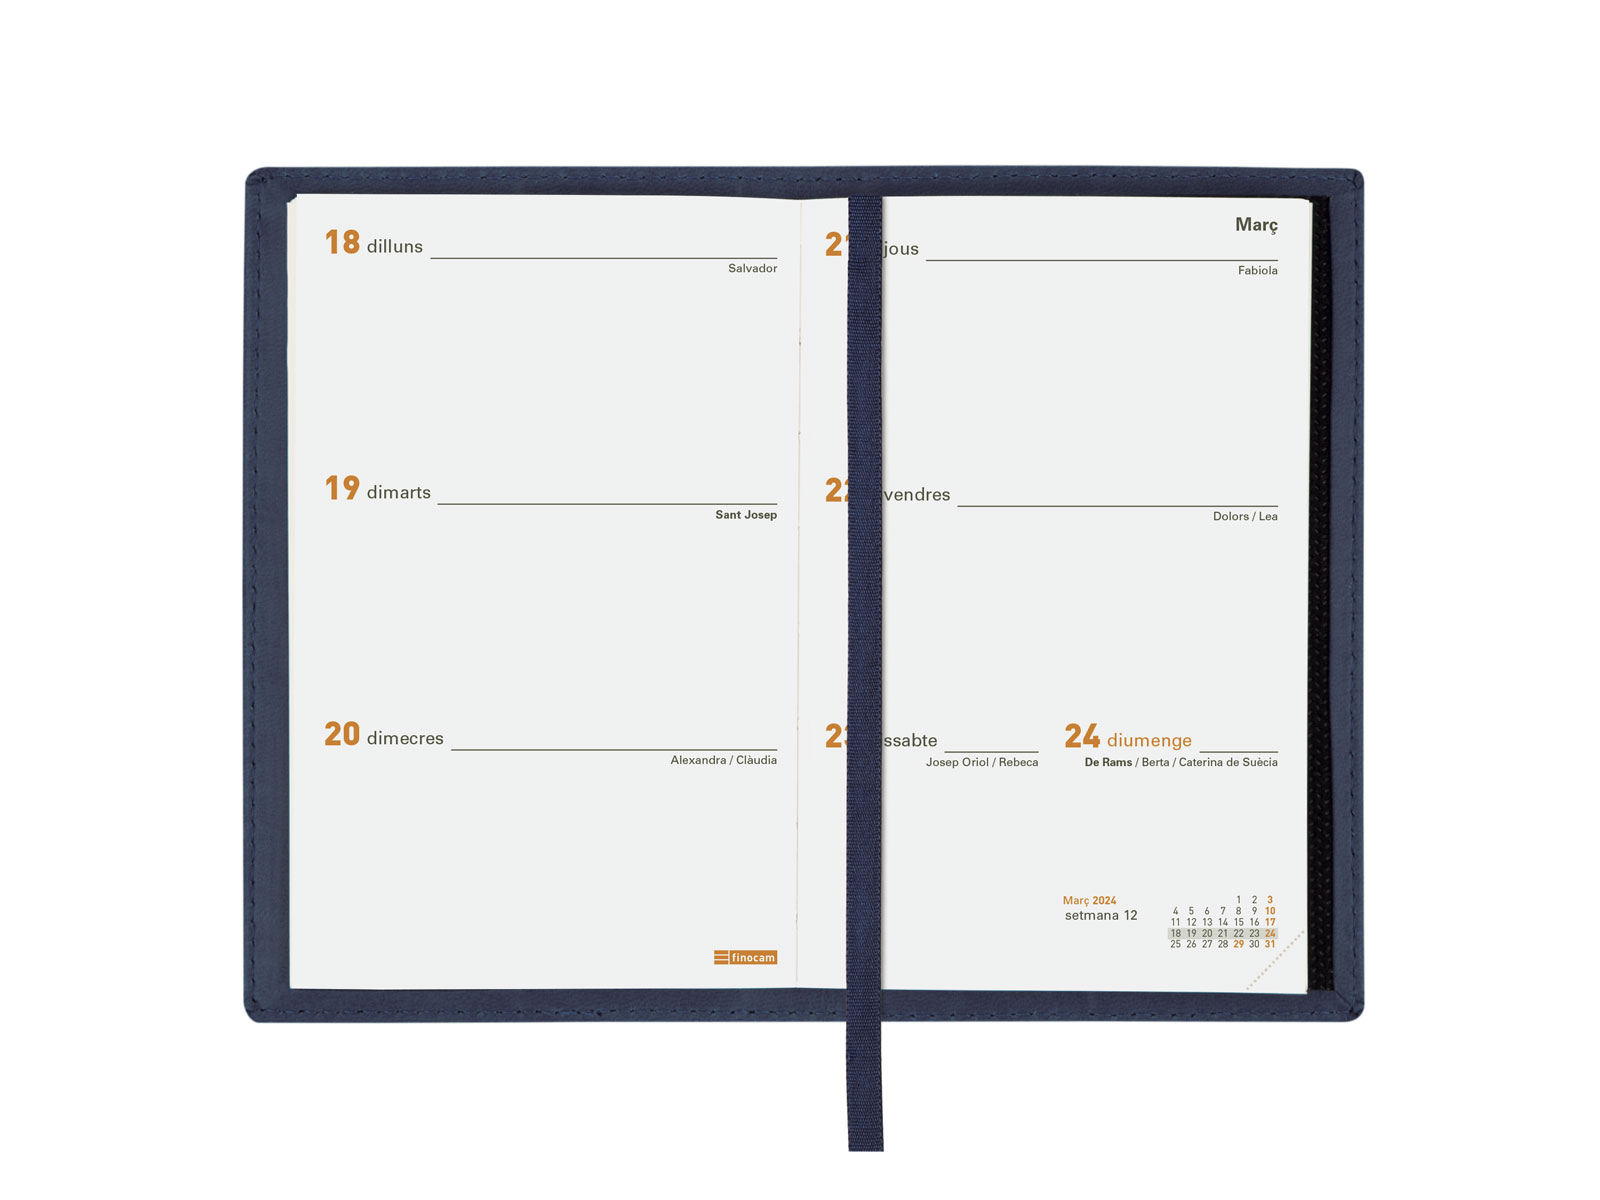 18 dilluns
Salvador
19 dimarts
Sant Josep
20 dimecres
Alexandra / Clàudia
finocam
Març
jous
Fabiola
vendres
Dolors / Lea
ssabte
Josep Oriol / Rebeca
24 diumenge
De Rams / Berta / Caterina de Suècia
Març 2024
setmana 12
1 2 3
4 5 6 7 8 9 10
11 12 13 14 15 16 17
18 19 20 21 22 23 24
25 26 27 28 29 30 31